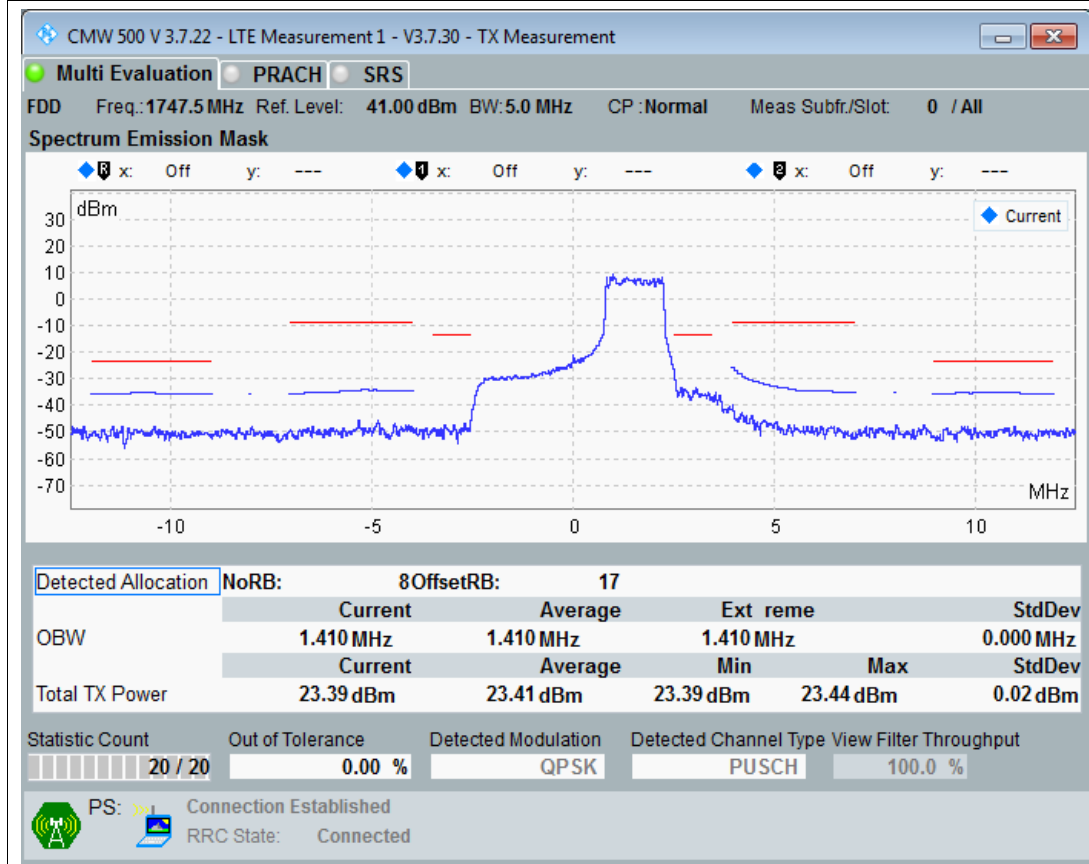 CMW 500 V 3.7.22 - LTE Measurement 1 - V3.7.30 - TX Measurement
Multi Evaluation PRACH SRS
FDD Freq.: 1747.5 MHz Ref. Level: 41.00 dBm BW: 5.0 MHz CP : Normal Meas Subfr./Slot: 0 / All
Spectrum Emission Mask
R x: Off y: --- 1 x: Off y: --- 2 x: Off y: ---
dBm
Current
30
20
10
0
-10
-20
-30
-40
-50
-60
-70
MHz
-10 -5 0 5 10
Detected Allocation NoRB: 8 OffsetRB: 17
Current Average Ext reme StdDev
OBW 1.410 MHz 1.410 MHz 1.410 MHz 0.000 MHz
Current Average Min Max StdDev
Total TX Power 23.39 dBm 23.41 dBm 23.39 dBm 23.44 dBm 0.02 dBm
Statistic Count Out of Tolerance Detected Modulation Detected Channel Type View Filter Throughput
20 / 20 0.00 % QPSK PUSCH 100.0 %
PS: Connection Established
RRC State: Connected